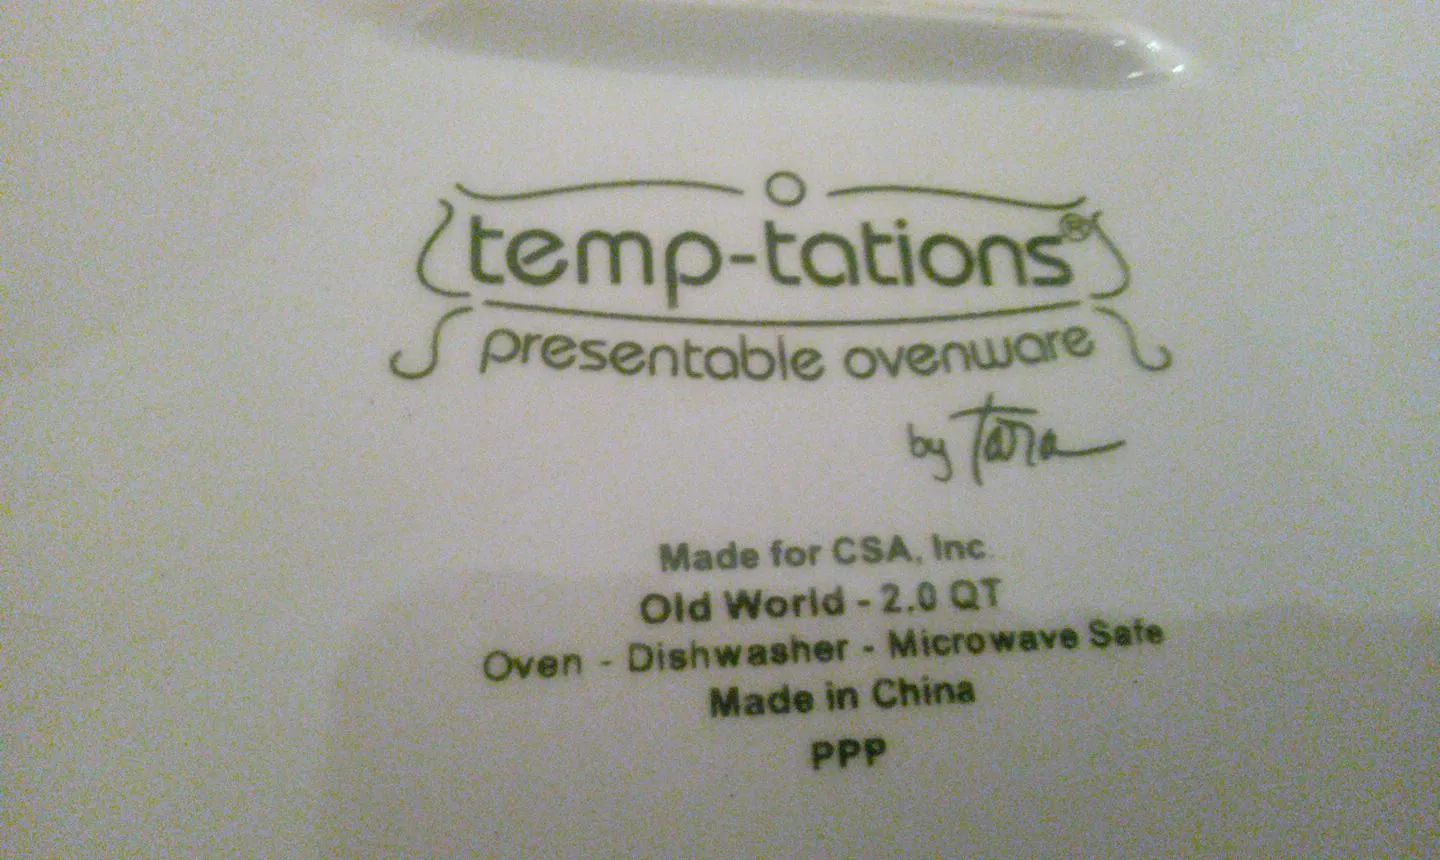 temp-tations®
presentable ovenware
by Tara
Made for CSA, Inc.
Old World - 2.0 QT
Oven - Dishwasher - Microwave Safe
Made in China
PPP